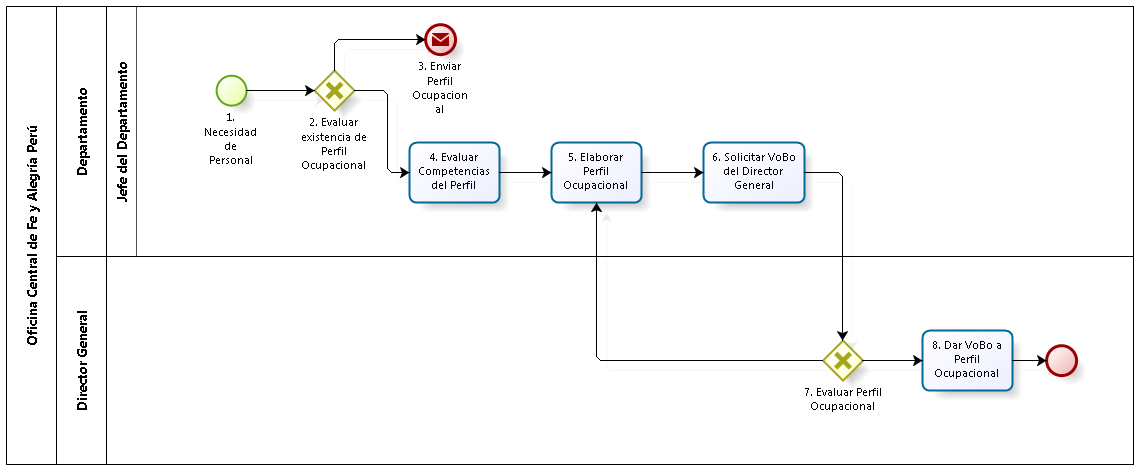 Oficina Central de Fe y Alegría Perú
Departamento
Jefe del Departamento
1.
Necesidad
de
Personal
2. Evaluar
existencia de
Perfil
Ocupacional
3. Enviar
Perfil
Ocupacion
al
4. Evaluar
Competencias
del Perfil
5. Elaborar
Perfil
Ocupacional
6. Solicitar VoBo
del Director
General
Director General
7. Evaluar Perfil
Ocupacional
8. Dar VoBo a
Perfil
Ocupacional